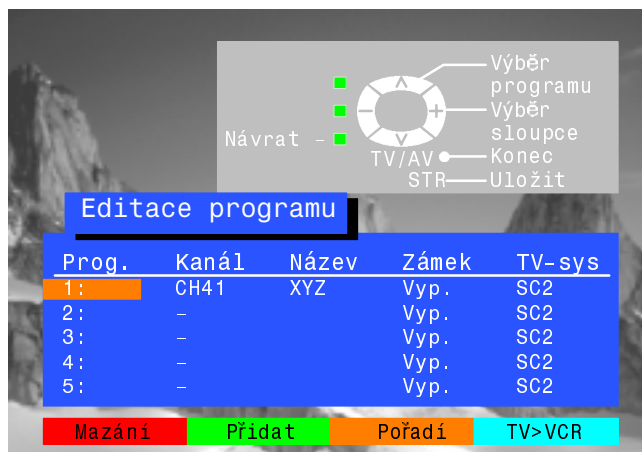 Výběr
programu
Výběr
sloupce
Návrat –
TV/AV Konec
STR Uložit
Editace programu
Prog. Kanál Název Zámek TV-sys
1: CH41 XYZ Vyp. SC2
2: – Vyp. SC2
3: – Vyp. SC2
4: – Vyp. SC2
5: – Vyp. SC2
Mazání Přidat Pořadí TV>VCR